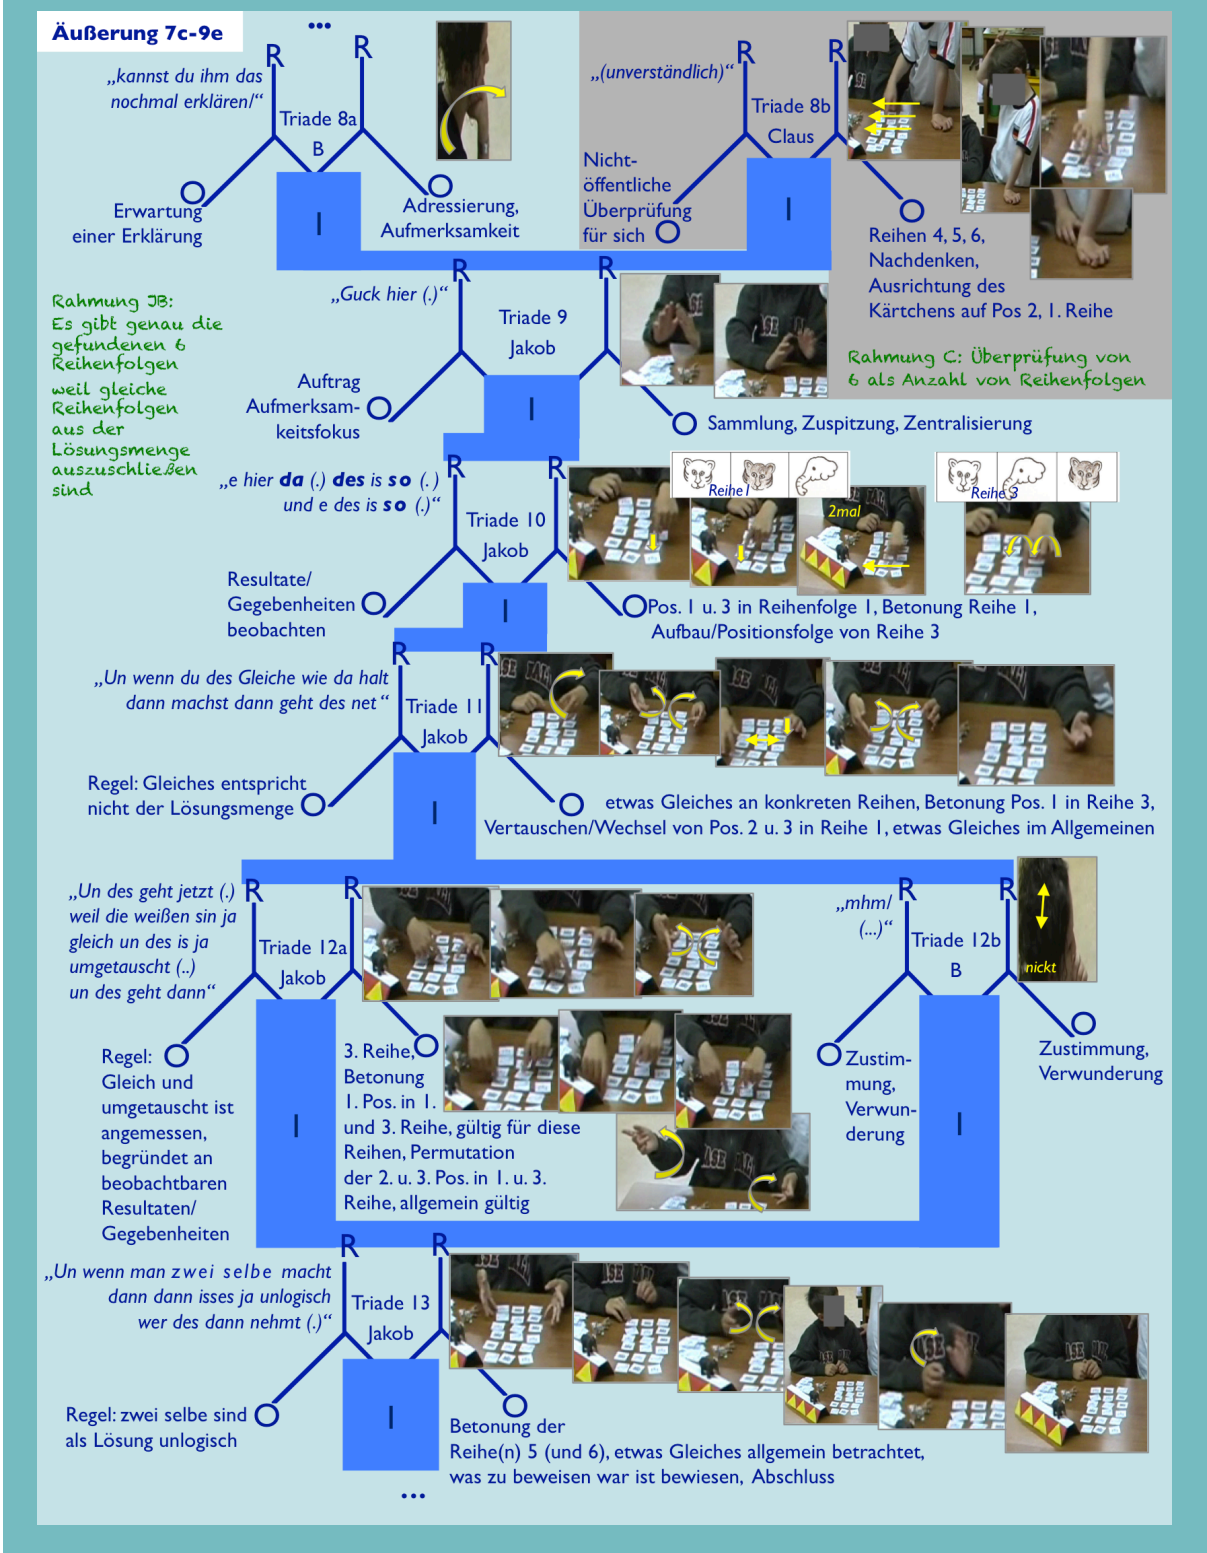 Äußerung 7c-9e
...
R
R
„kannst du ihm das
nochmal erklären/“
Triade 8a
B
O
Erwartung
einer Erklärung
O
Adressierung,
Aufmerksamkeit
I
„(unverständlich)“
R
R
Triade 8b
Claus
Nicht-
öffentliche
Überprüfung
für sich O
O
Reihen 4, 5, 6,
Nachdenken,
Ausrichtung des
Kärtchens auf Pos 2, 1. Reihe
I
Rahmung C: Überprüfung von
6 als Anzahl von Reihenfolgen
Rahmung JB:
Es gibt genau die
gefundenen 6
Reihenfolgen
weil gleiche
Reihenfolgen
aus der
Lösungsmenge
auszuschließen
sind
R
R
„Guck hier (.)“
Triade 9
Jakob
Auftrag
Aufmerksam-
keitsfokus
O
I
O Sammlung, Zuspitzung, Zentralisierung
R
R
„e hier da (.) des is so (. )
und e des is so (.)“
Triade 10
Jakob
Reihe1
2mal
Reihe 3
Resultate/
Gegebenheiten
beobachten
O
I
O Pos. 1 u. 3 in Reihenfolge 1, Betonung Reihe 1,
Aufbau/Positionsfolge von Reihe 3
R
R
„Un wenn du des Gleiche wie da halt
dann machst dann geht des net “
Triade 11
Jakob
Regel: Gleiches entspricht
nicht der Lösungsmenge O
I
O etwas Gleiches an konkreten Reihen, Betonung Pos. 1 in Reihe 3,
Vertauschen/Wechsel von Pos. 2 u. 3 in Reihe 1, etwas Gleiches im Allgemeinen
R
R
„Un des geht jetzt (.)
weil die weißen sin ja
gleich un des is ja
umgetauscht (..)
un des geht dann“
Triade 12a
Jakob
Regel: O
Gleich und
umgetauscht ist
angemessen,
begründet an
beobachtbaren
Resultaten/
Gegebenheiten
I
3. Reihe, O
Betonung
1. Pos. in 1.
und 3. Reihe, gültig für diese
Reihen, Permutation
der 2. u. 3. Pos. in 1. u. 3.
Reihe, allgemein gültig
R
R
„mhm/
(...)“
Triade 12b
B
nickt
O Zustim-
mung,
Verwun-
derung
I
O
Zustimmung,
Verwunderung
R
R
„Un wenn man zwei selbe macht
dann dann isses ja unlogisch
wer des dann nehmt (.)“
Triade 13
Jakob
Regel: zwei selbe sind O
als Lösung unlogisch
I
O
Betonung der
Reihe(n) 5 (und 6), etwas Gleiches allgemein betrachtet,
was zu beweisen war ist bewiesen, Abschluss
...